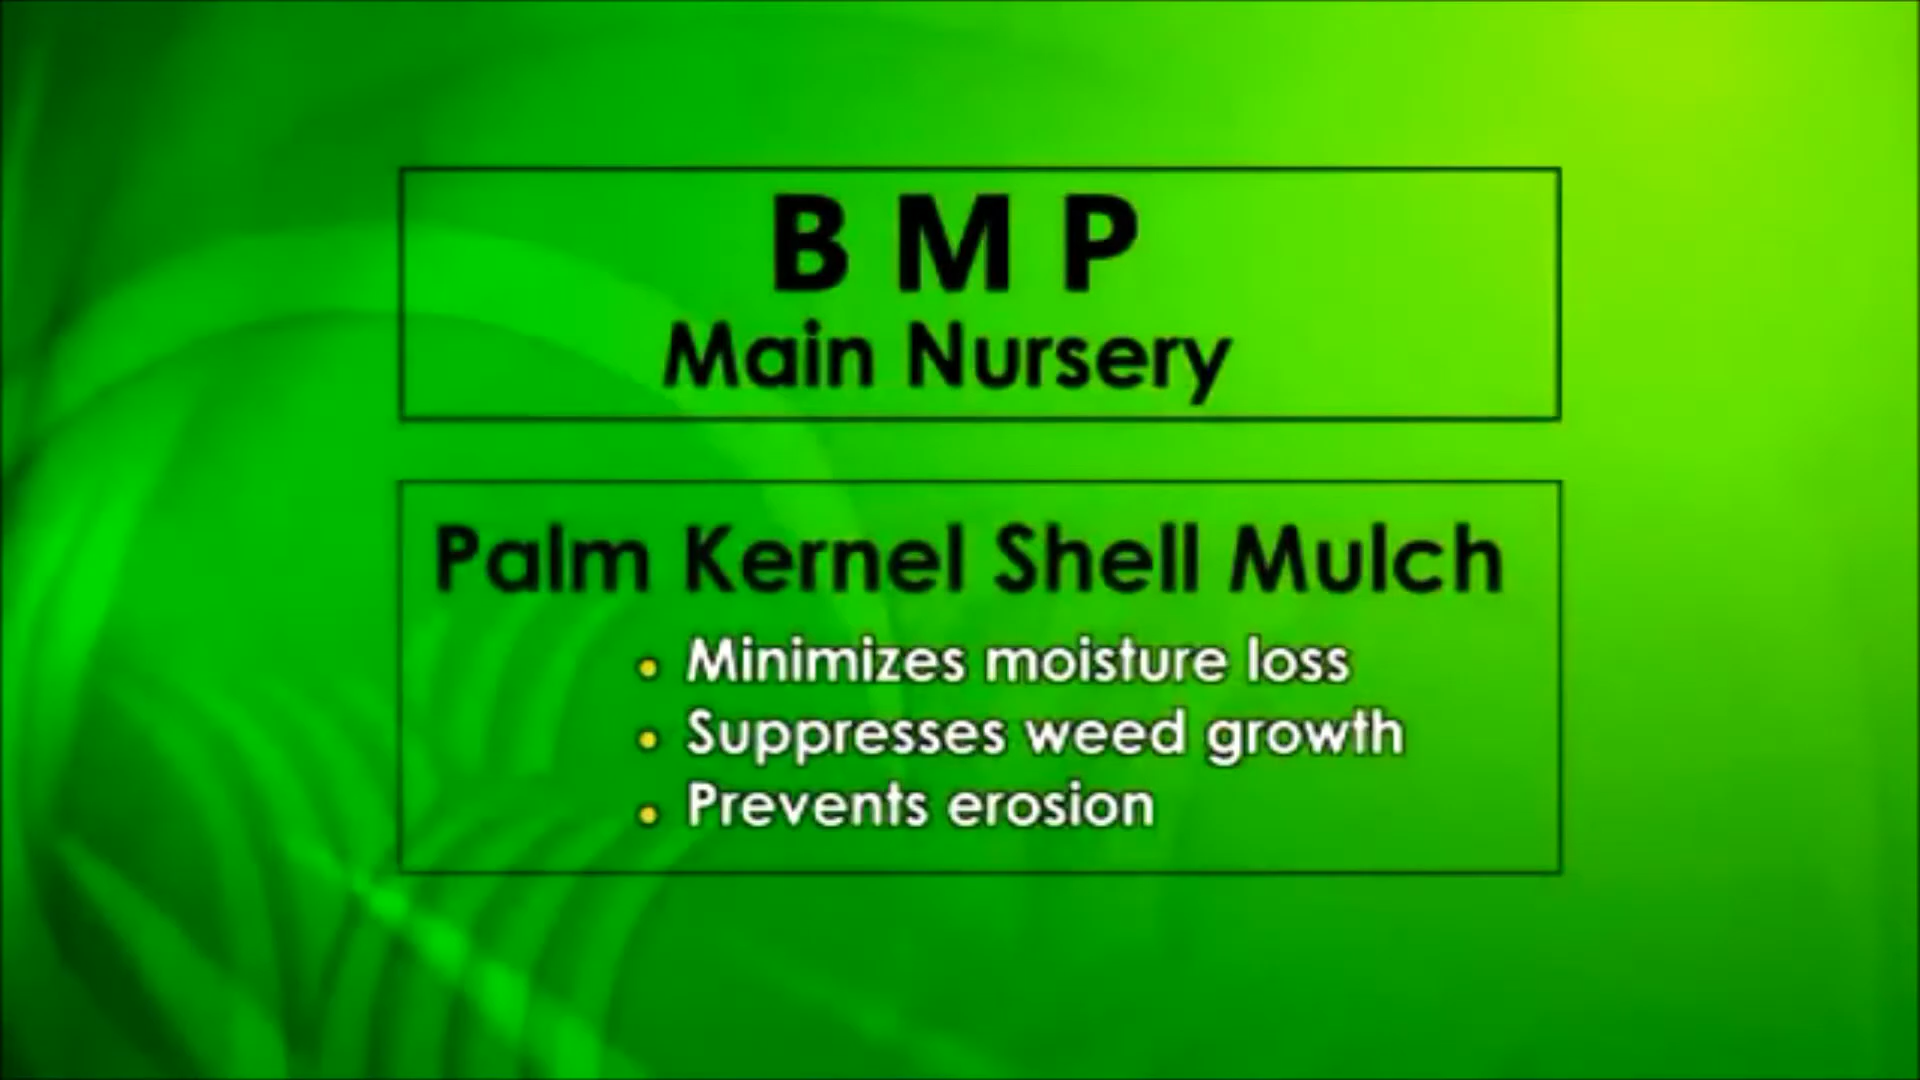 B M P
Main Nursery
Palm Kernel Shell Mulch
• Minimizes moisture loss
• Suppresses weed growth
• Prevents erosion